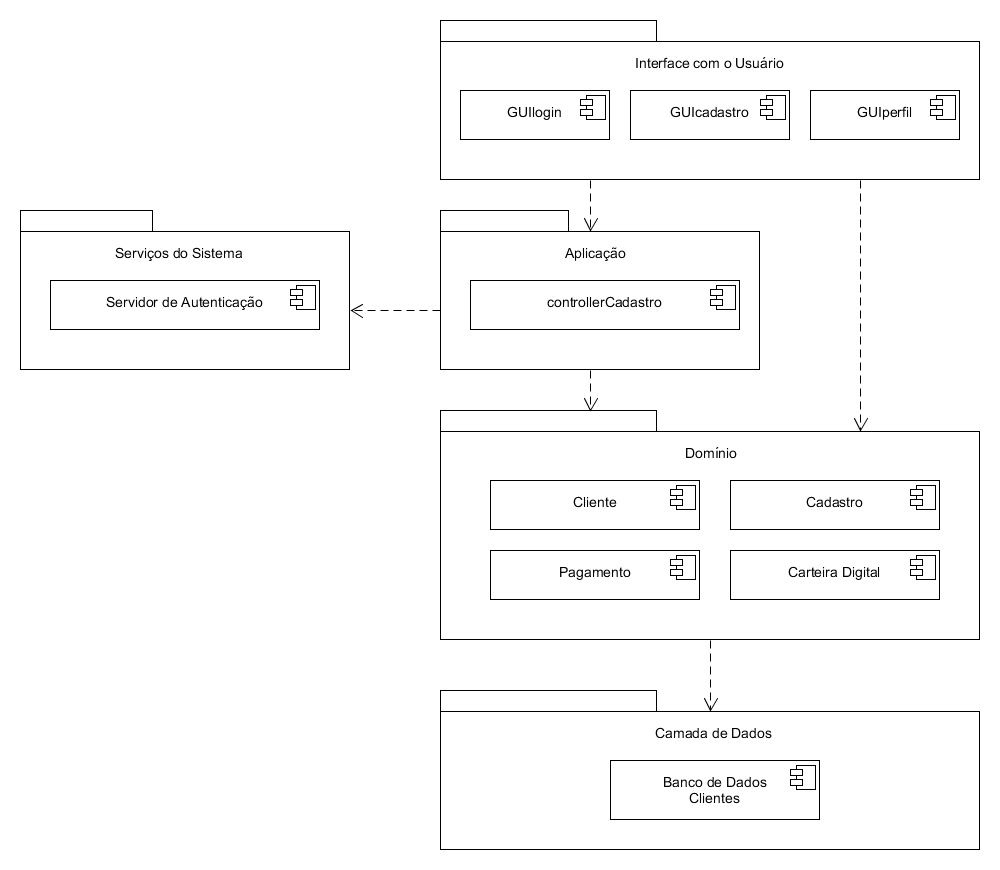 Interface com o Usuário
GUIlogin
GUIcadastro
GUIperfil
Serviços do Sistema
Servidor de Autenticação
Aplicação
controllerCadastro
Domínio
Cliente
Cadastro
Pagamento
Carteira Digital
Camada de Dados
Banco de Dados
Clientes